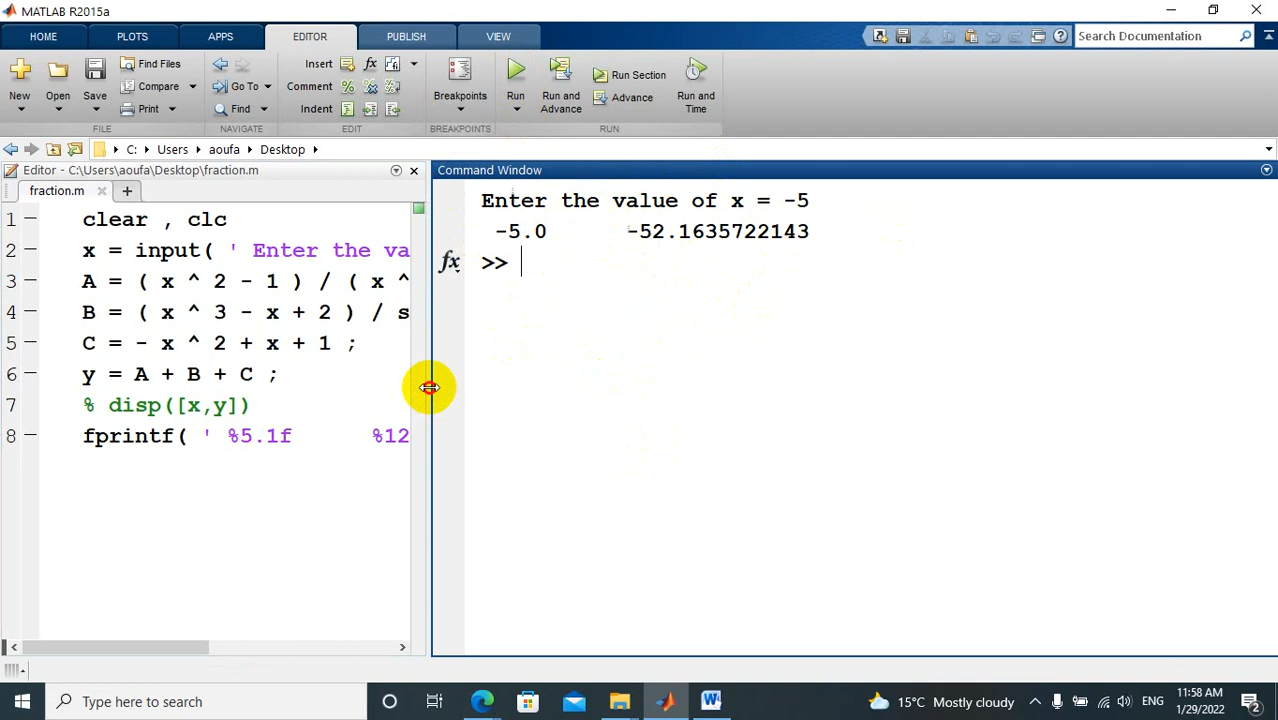 MATLAB R2015a
HOME PLOTS APPS EDITOR PUBLISH VIEW Search Documentation
New Open Save Find Files Compare Print Go To Find Insert fx Comment Indent Breakpoints Run Run and Advance Run Section Advance Run and Time
FILE NAVIGATE EDIT BREAKPOINTS RUN
C: Users aoufa Desktop
Editor - C:\Users\aoufa\Desktop\fraction.m
fraction.m
1 clear , clc
2 x = input( ' Enter the va
3 A = ( x ^ 2 - 1 ) / ( x ^
4 B = ( x ^ 3 - x + 2 ) / s
5 C = - x ^ 2 + x + 1 ;
6 y = A + B + C ;
7 % disp([x,y])
8 fprintf( ' %5.1f %12
Command Window
Enter the value of x = -5
-5.0 -52.1635722143
fx >>
Type here to search 15°C Mostly cloudy ENG 11:58 AM
1/29/2022 2